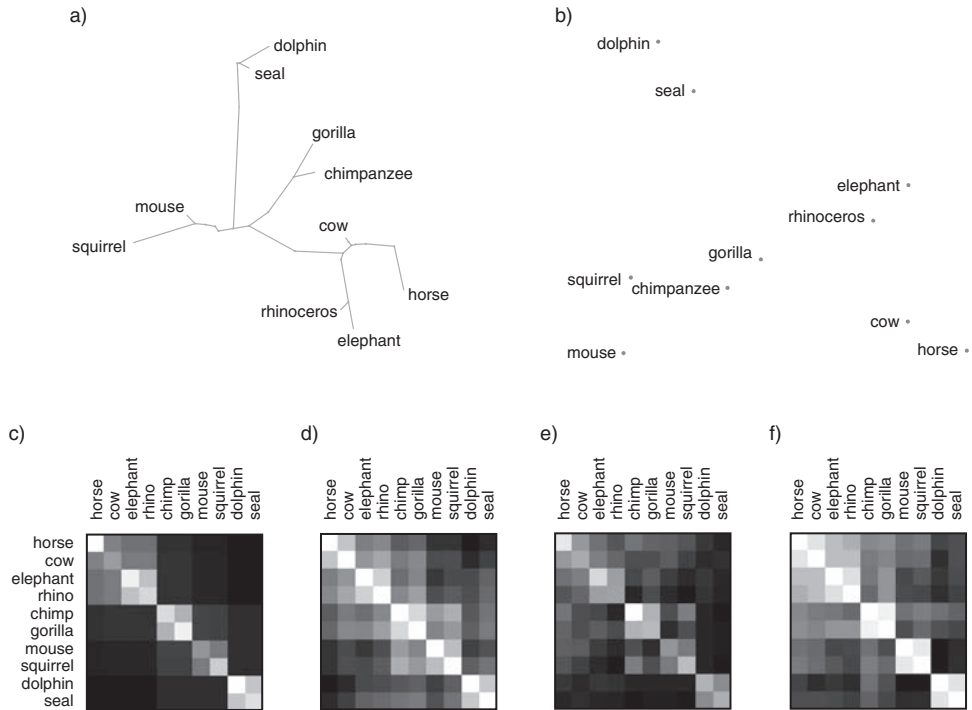 a)
b)
dolphin
seal
gorilla
chimpanzee
mouse
squirrel
cow
horse
rhinoceros
elephant
dolphin
seal
elephant
rhinoceros
gorilla
squirrel
chimpanzee
cow
mouse
horse
c)
d)
e)
f)
horse
cow
elephant
rhino
chimp
gorilla
mouse
squirrel
dolphin
seal
horse
cow
elephant
rhino
chimp
gorilla
mouse
squirrel
dolphin
seal
horse
cow
elephant
rhino
chimp
gorilla
mouse
squirrel
dolphin
seal
horse
cow
elephant
rhino
chimp
gorilla
mouse
squirrel
dolphin
seal
horse
cow
elephant
rhino
chimp
gorilla
mouse
squirrel
dolphin
seal